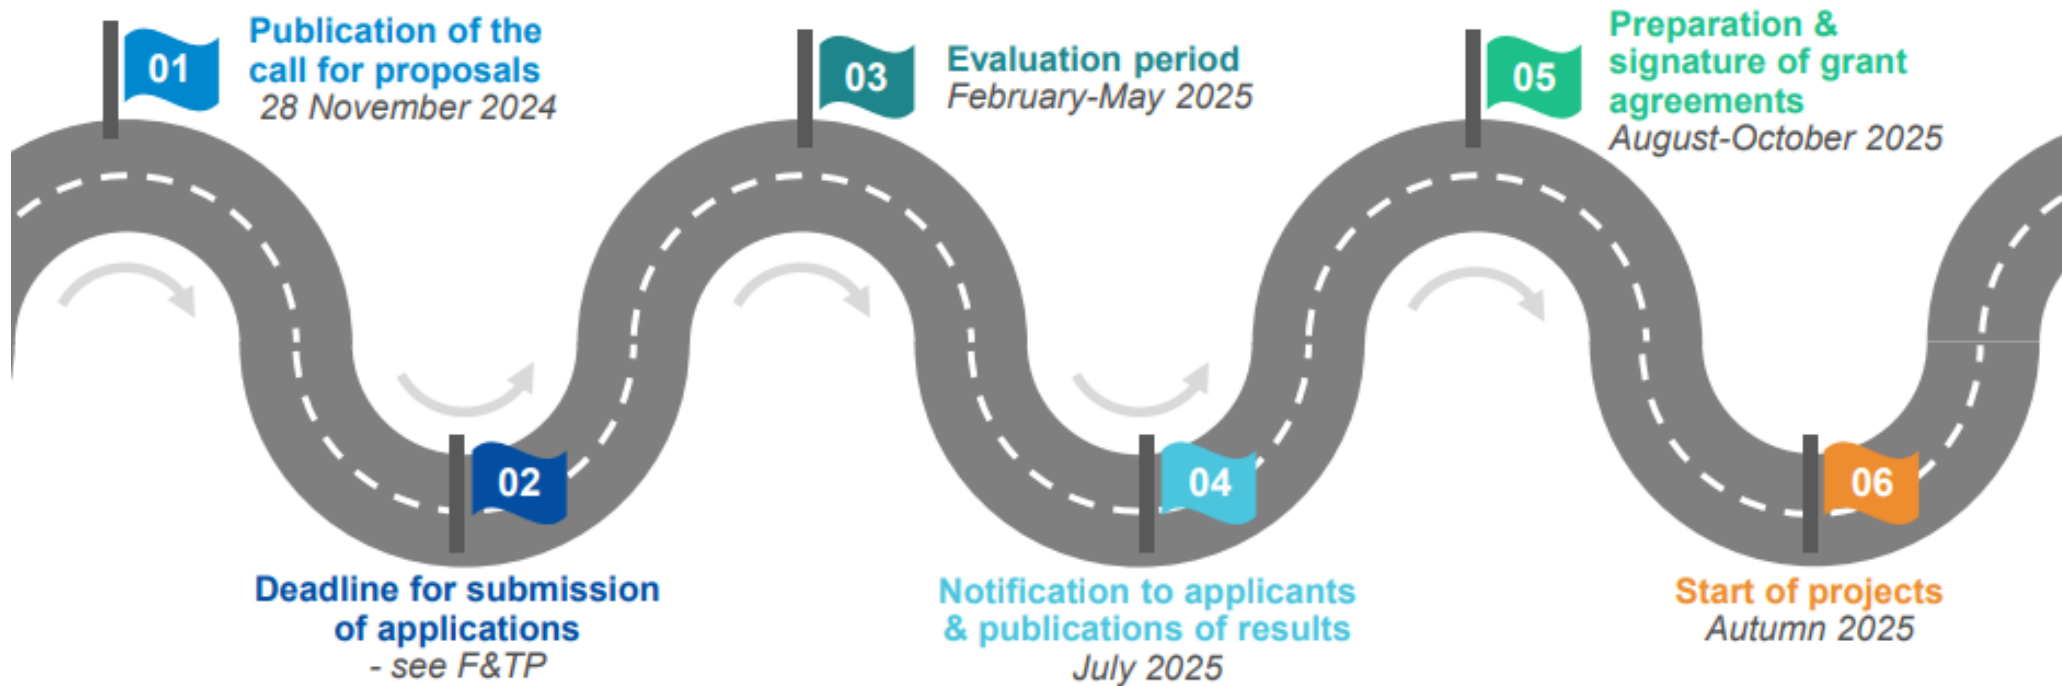 01
Publication of the
call for proposals
28 November 2024
02
Deadline for submission
of applications
- see F&TP
03
Evaluation period
February-May 2025
04
Notification to applicants
& publications of results
July 2025
05
Preparation &
signature of grant
agreements
August-October 2025
06
Start of projects
Autumn 2025